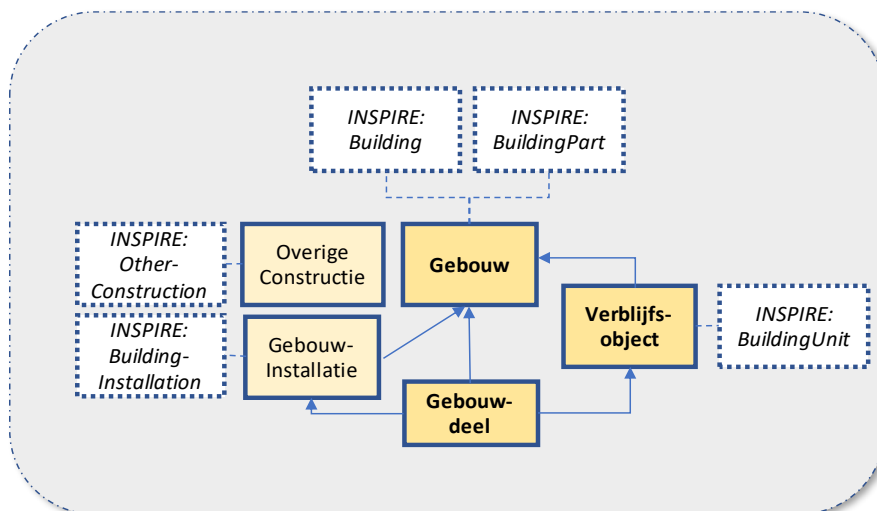 INSPIRE:
Building
INSPIRE:
BuildingPart
INSPIRE:
Other-
Construction
Overige
Constructie
Gebouw
INSPIRE:
Building-
Installation
Gebouw-
Installatie
Verblijfs-
object
INSPIRE:
BuildingUnit
Gebouw-
deel